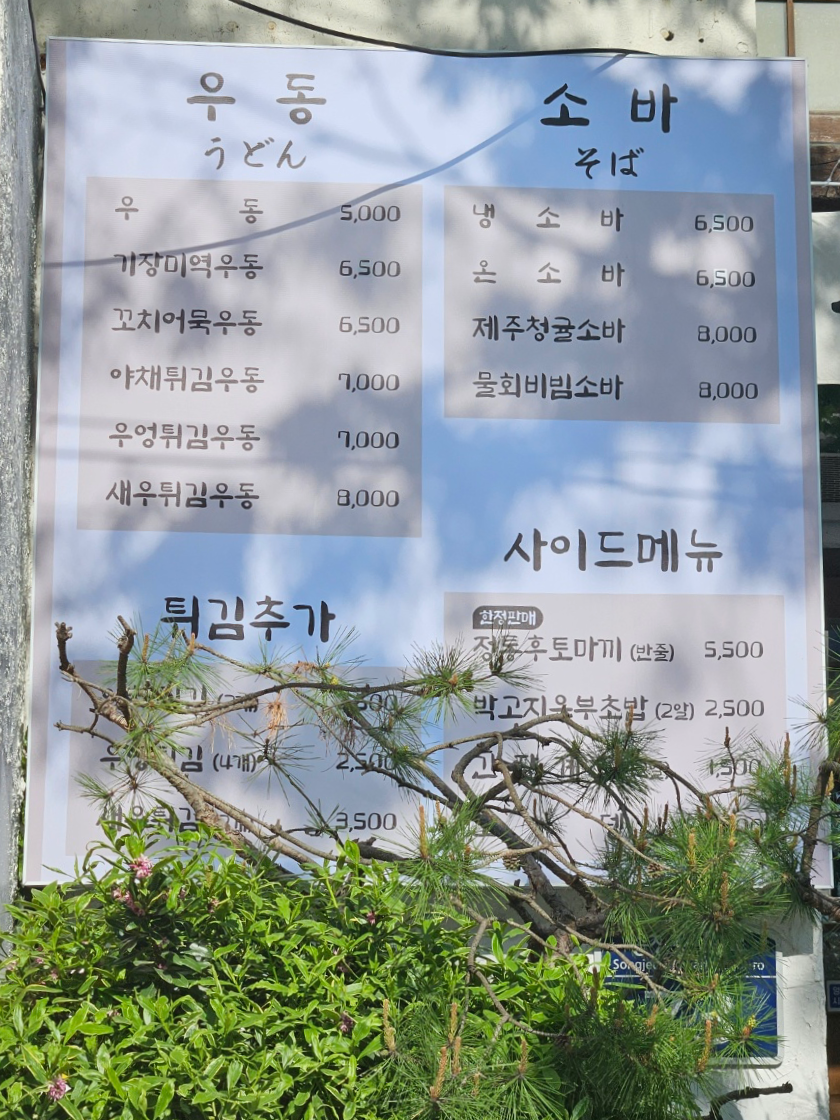 우 동
うどん
우 동 5,000
기장미역우동 6,500
꼬치어묵우동 6,500
야채튀김우동 7,000
우엉튀김우동 7,000
새우튀김우동 8,000
튀김추가
(4개) 2,500
3,500
소 바
そば
냉 소 바 6,500
온 소 바 6,500
제주청귤소바 8,000
물회비빔소바 8,000
사이드메뉴
한정판매
정통후토마끼 (반줄) 5,500
박고지유부초밥 (2알) 2,500
1,500